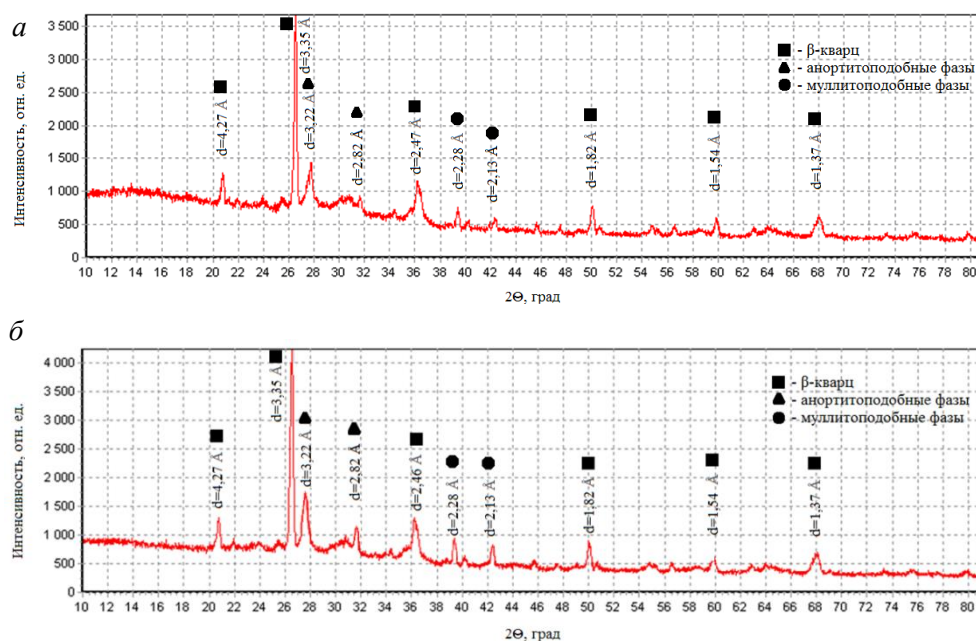 а
Интенсивность, отн. ед.
3 500
3 000
2 500
2 000
1 500
1 000
500
0
d=4,27 Å
d=3,35 Å
d=3,22 Å
d=2,82 Å
d=2,47 Å
d=2,28 Å
d=2,13 Å
d=1,82 Å
d=1,54 Å
d=1,37 Å
■ - β-кварц
▲ - анортитоподобные фазы
● - муллитоподобные фазы
10 12 14 16 18 20 22 24 26 28 30 32 34 36 38 40 42 44 46 48 50 52 54 56 58 60 62 64 66 68 70 72 74 76 78 80
2Θ, град
б
Интенсивность, отн. ед.
4 000
3 500
3 000
2 500
2 000
1 500
1 000
500
0
d=4,27 Å
d=3,35 Å
d=3,22 Å
d=2,82 Å
d=2,46 Å
d=2,28 Å
d=2,13 Å
d=1,82 Å
d=1,54 Å
d=1,37 Å
■ - β-кварц
▲ - анортитоподобные фазы
● - муллитоподобные фазы
10 12 14 16 18 20 22 24 26 28 30 32 34 36 38 40 42 44 46 48 50 52 54 56 58 60 62 64 66 68 70 72 74 76 78 80
2Θ, град